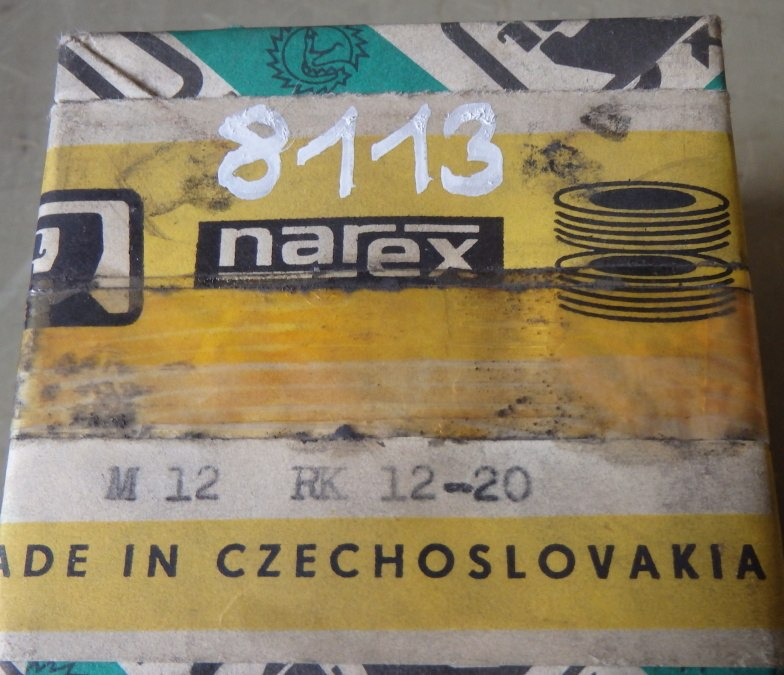 8113
narex
M 12 RK 12-20
ADE IN CZECHOSLOVAKIA